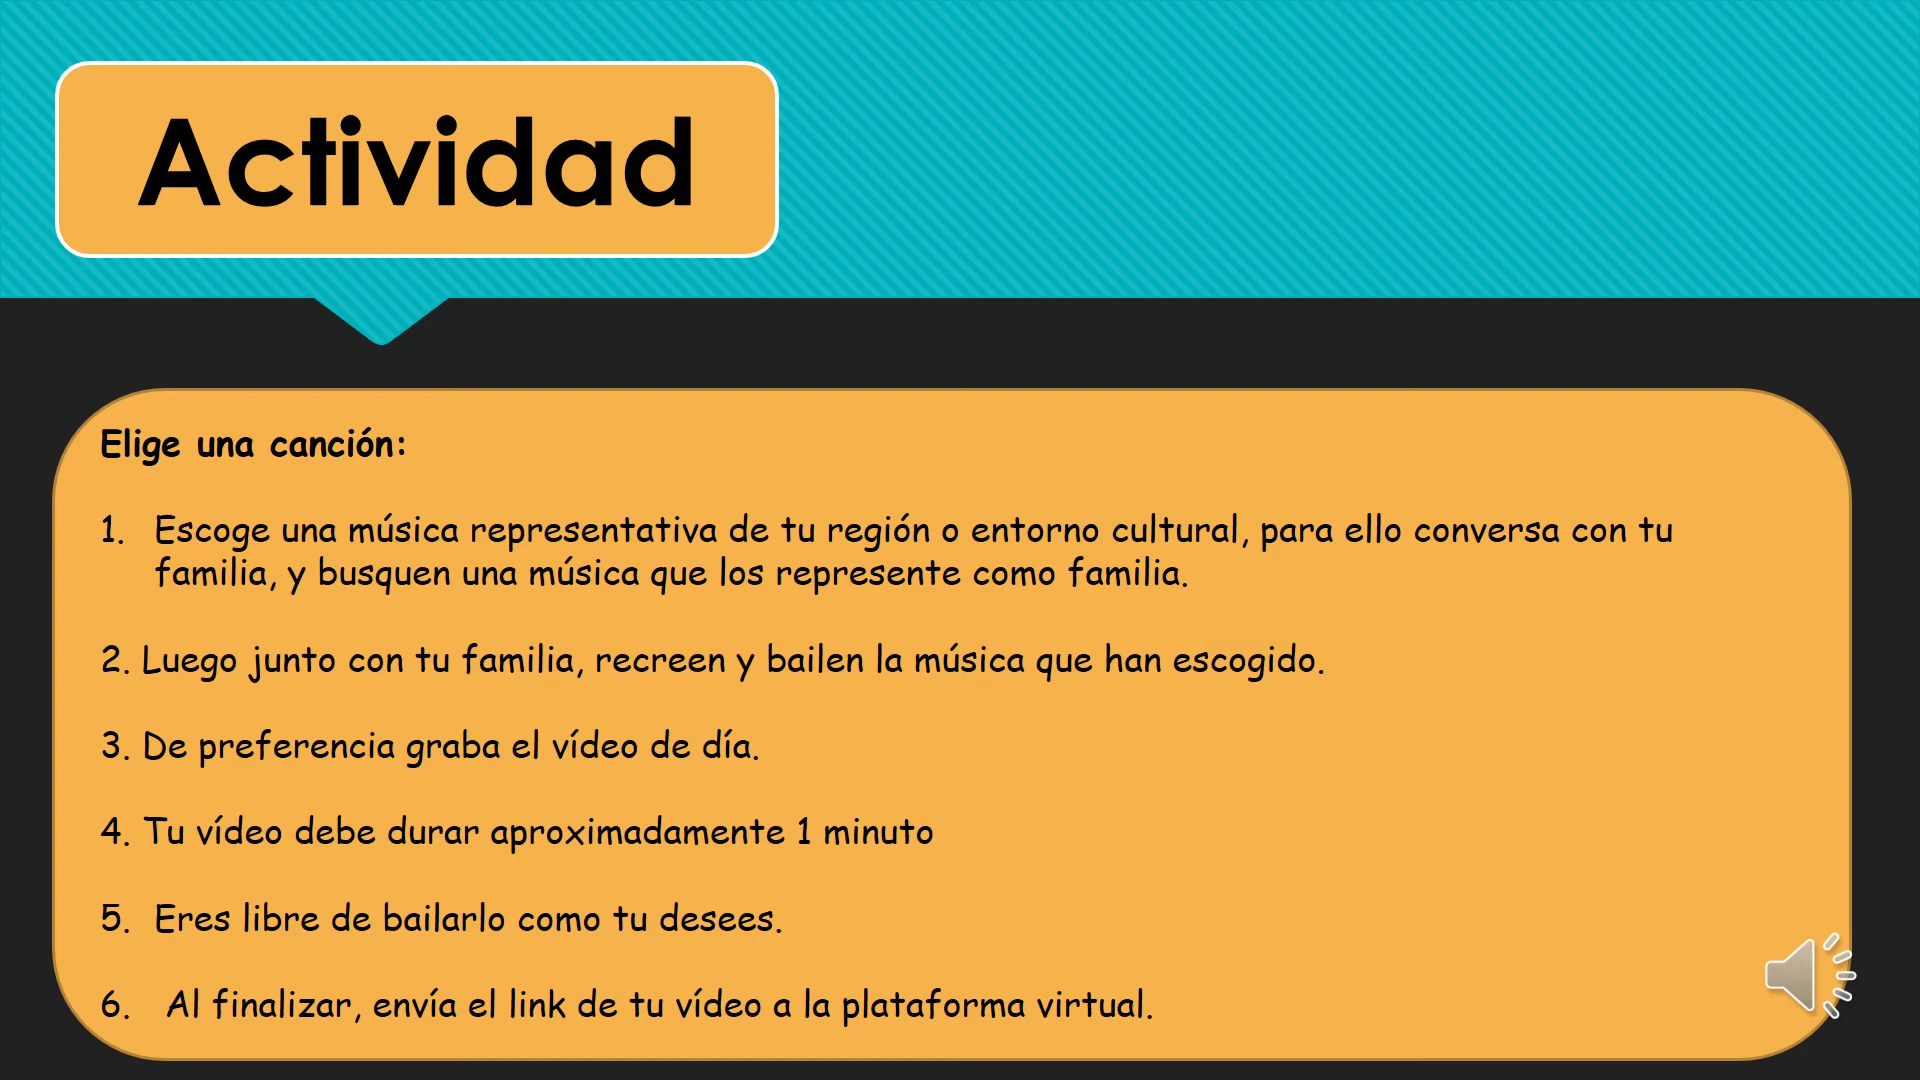 Actividad
Elige una canción:
1. Escoge una música representativa de tu región o entorno cultural, para ello conversa con tu
familia, y busquen una música que los represente como familia.
2. Luego junto con tu familia, recreen y bailen la música que han escogido.
3. De preferencia graba el vídeo de día.
4. Tu vídeo debe durar aproximadamente 1 minuto
5. Eres libre de bailarlo como tu desees.
6. Al finalizar, envía el link de tu vídeo a la plataforma virtual.